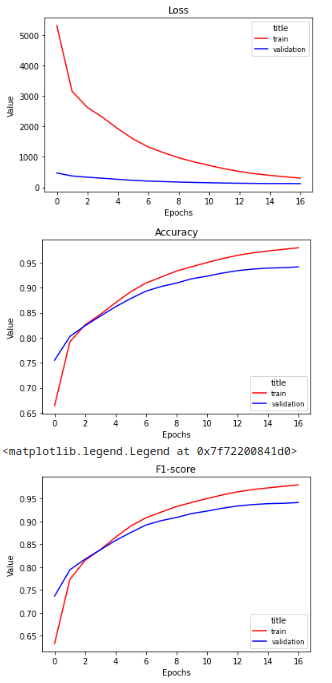 Loss
5000
4000
3000
2000
1000
0
Value
title
train
validation
0 2 4 6 8 10 12 14 16
Epochs
Accuracy
0.95
0.90
0.85
0.80
0.75
0.70
0.65
Value
title
train
validation
0 2 4 6 8 10 12 14 16
Epochs
<matplotlib.legend.Legend at 0x7f72200841d0>
F1-score
0.95
0.90
0.85
0.80
0.75
0.70
0.65
Value
title
train
validation
0 2 4 6 8 10 12 14 16
Epochs